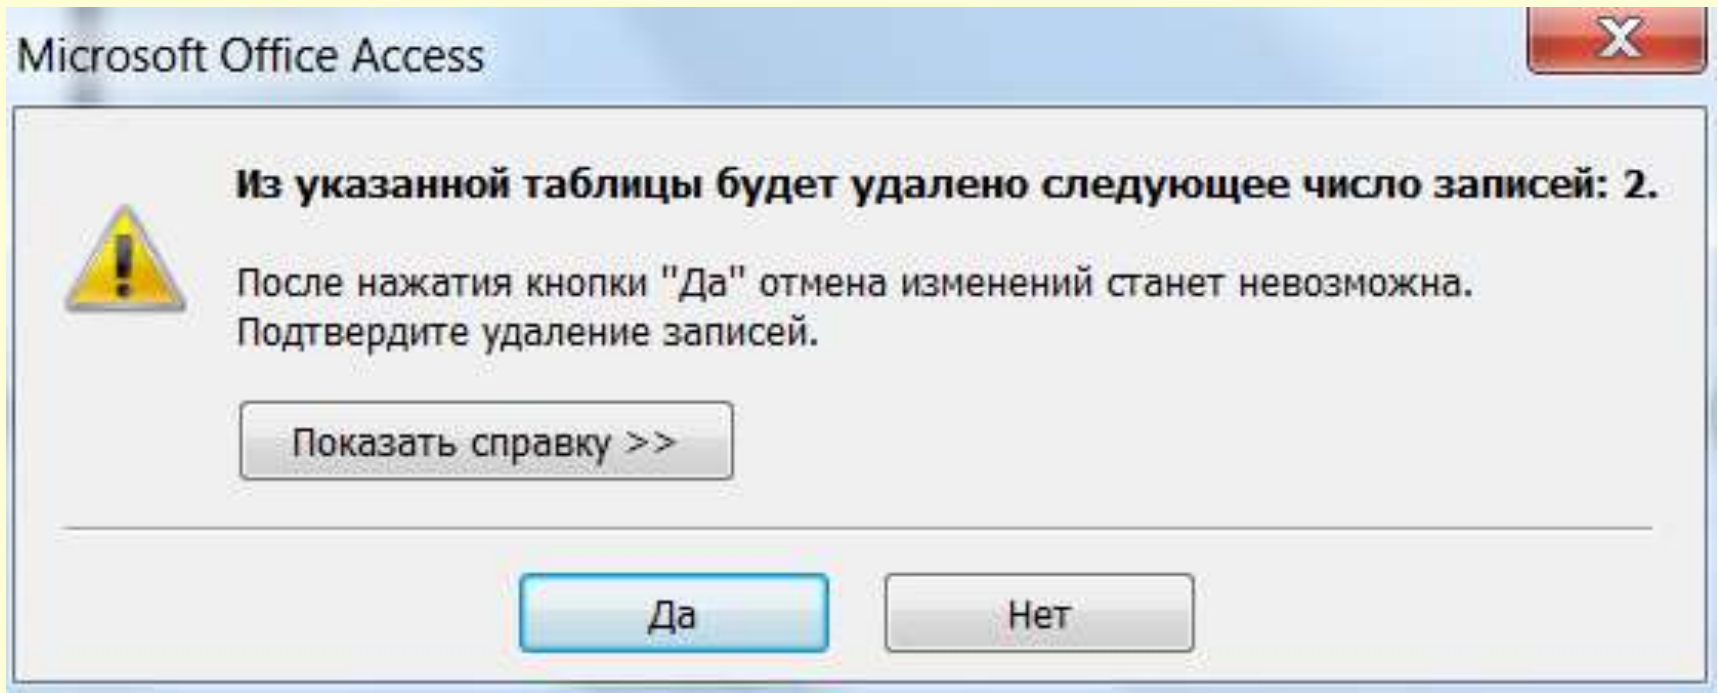 Microsoft Office Access
Из указанной таблицы будет удалено следующее число записей: 2.
После нажатия кнопки "Да" отмена изменений станет невозможна.
Подтвердите удаление записей.
Показать справку >>
Да
Нет